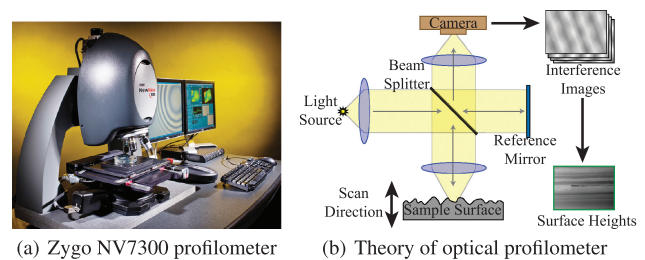 NewView
Camera
Beam
Splitter
Light
Source
Interference
Images
Reference
Mirror
Scan
Direction
Sample Surface
Surface Heights
(a) Zygo NV7300 profilometer
(b) Theory of optical profilometer